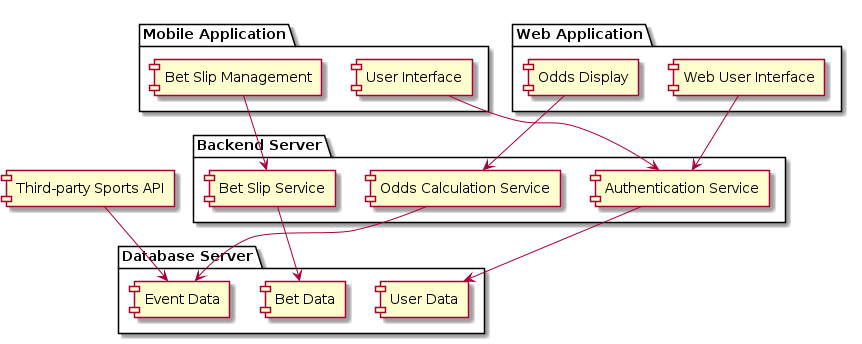 Mobile Application
Web Application
Bet Slip Management
User Interface
Odds Display
Web User Interface
Backend Server
Third-party Sports API
Bet Slip Service
Odds Calculation Service
Authentication Service
Database Server
Event Data
Bet Data
User Data